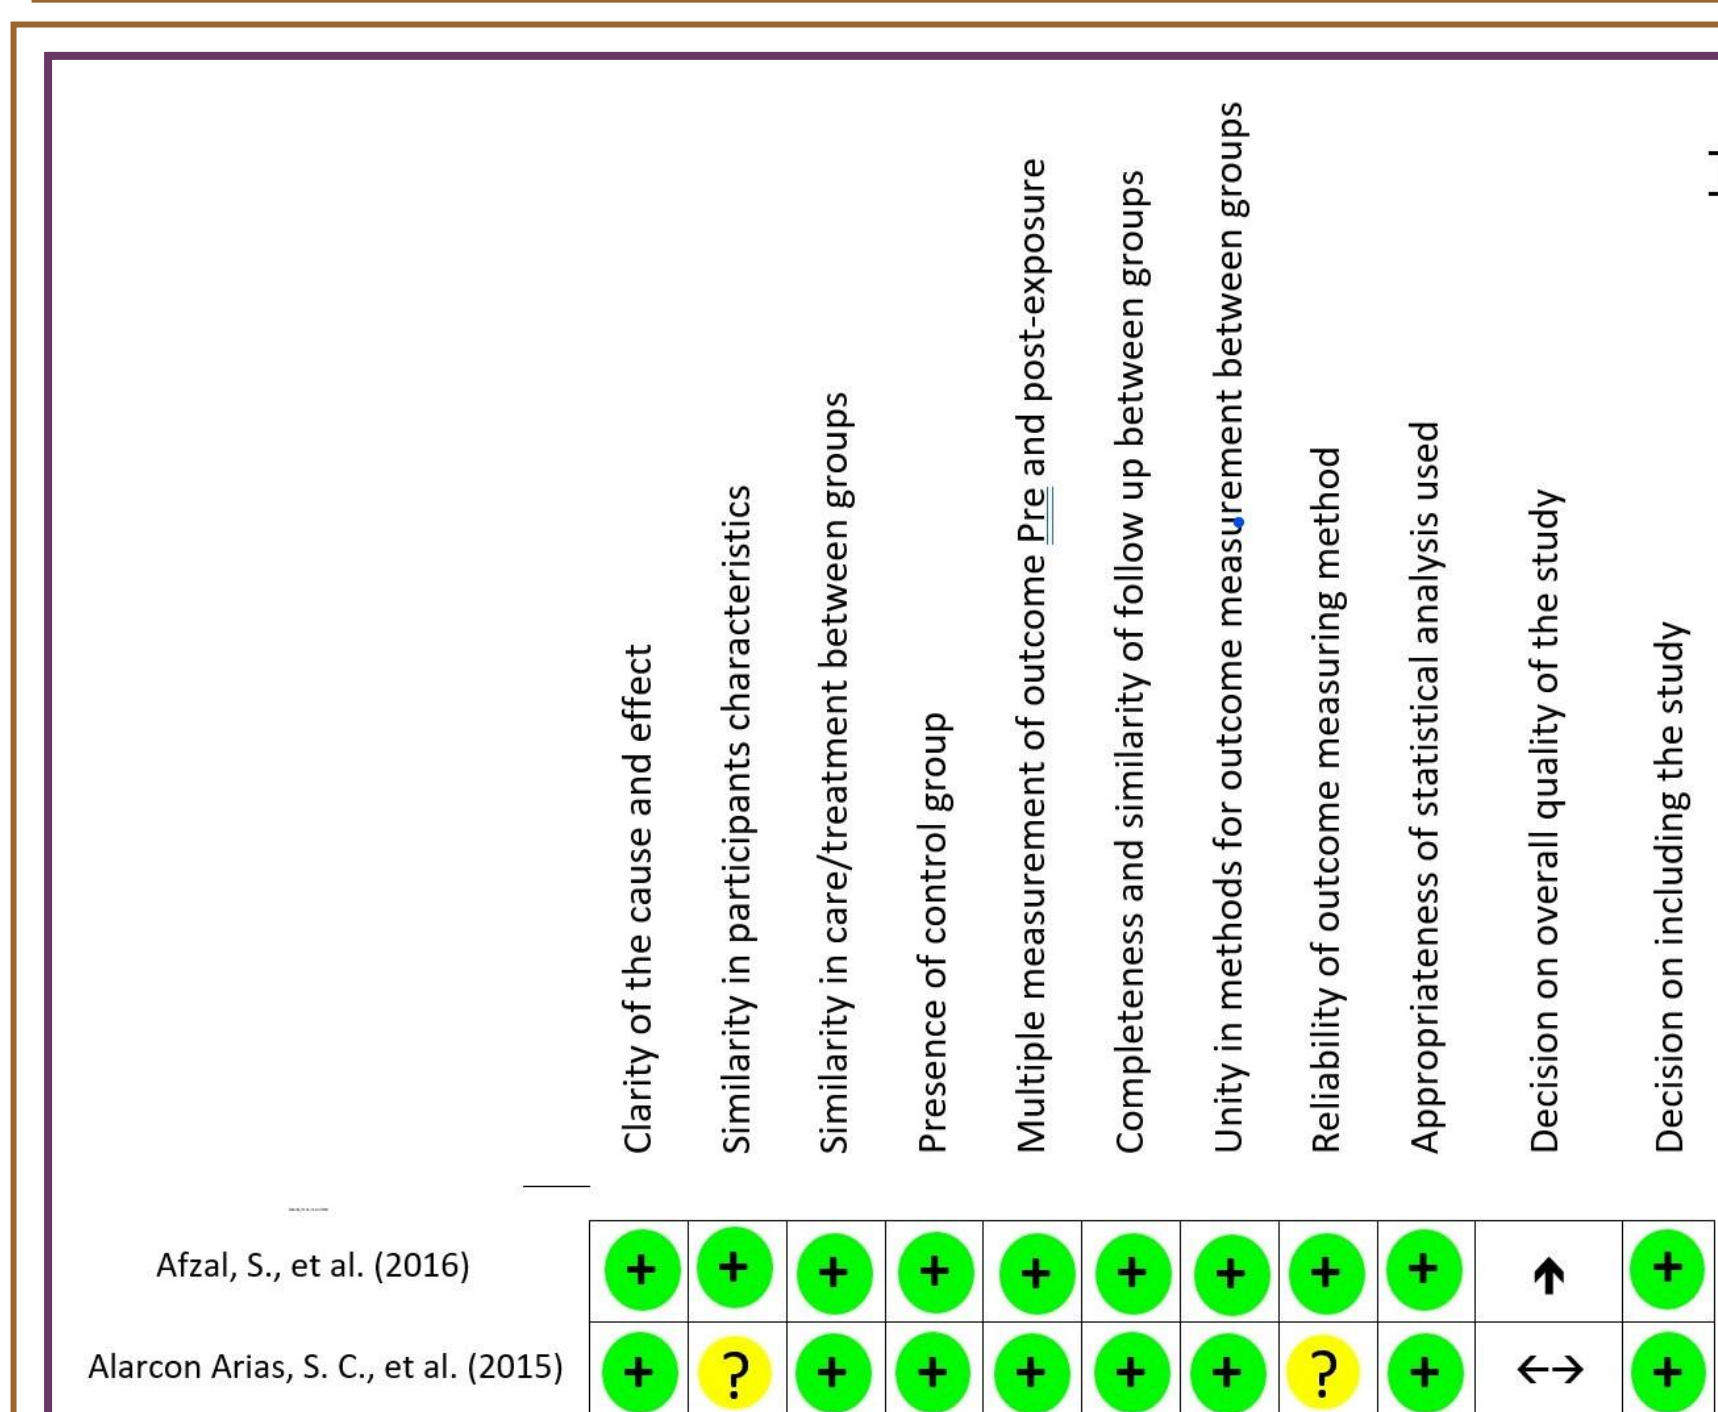 Clarity of the cause and effect
Similarity in participants characteristics
Similarity in care/treatment between groups
Presence of control group
Multiple measurement of outcome Pre and post-exposure
Completeness and similarity of follow up between groups
Unity in methods for outcome measurement between groups
Reliability of outcome measuring method
Appropriateness of statistical analysis used
Decision on overall quality of the study
Decision on including the study
Afzal, S., et al. (2016) + + + + + + + + + ↑ +
Alarcon Arias, S. C., et al. (2015) + ? + + + + + ? + ←→ +